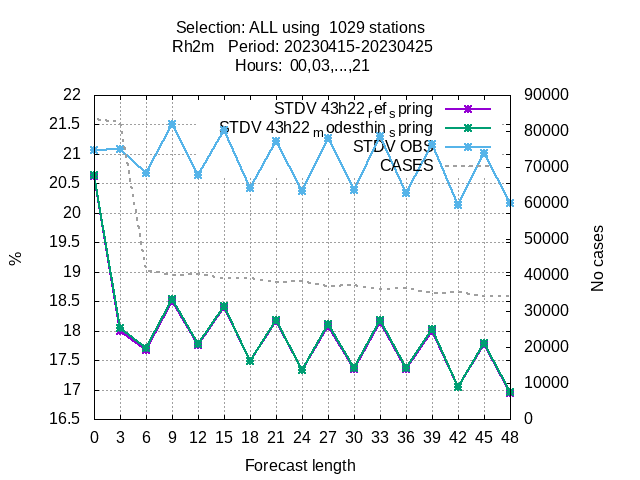 Selection: ALL using  1029 stations
Rh2m   Period: 20230415-20230425
Hours:  00,03,...,21
STDV 43h22 ref spring
STDV 43h22 modesthin spring
STDV OBS
CASES
%
22
21.5
21
20.5
20
19.5
19
18.5
18
17.5
17
16.5
90000
80000
70000
60000
50000
40000
30000
20000
10000
0
No cases
0 3 6 9 12 15 18 21 24 27 30 33 36 39 42 45 48
Forecast length